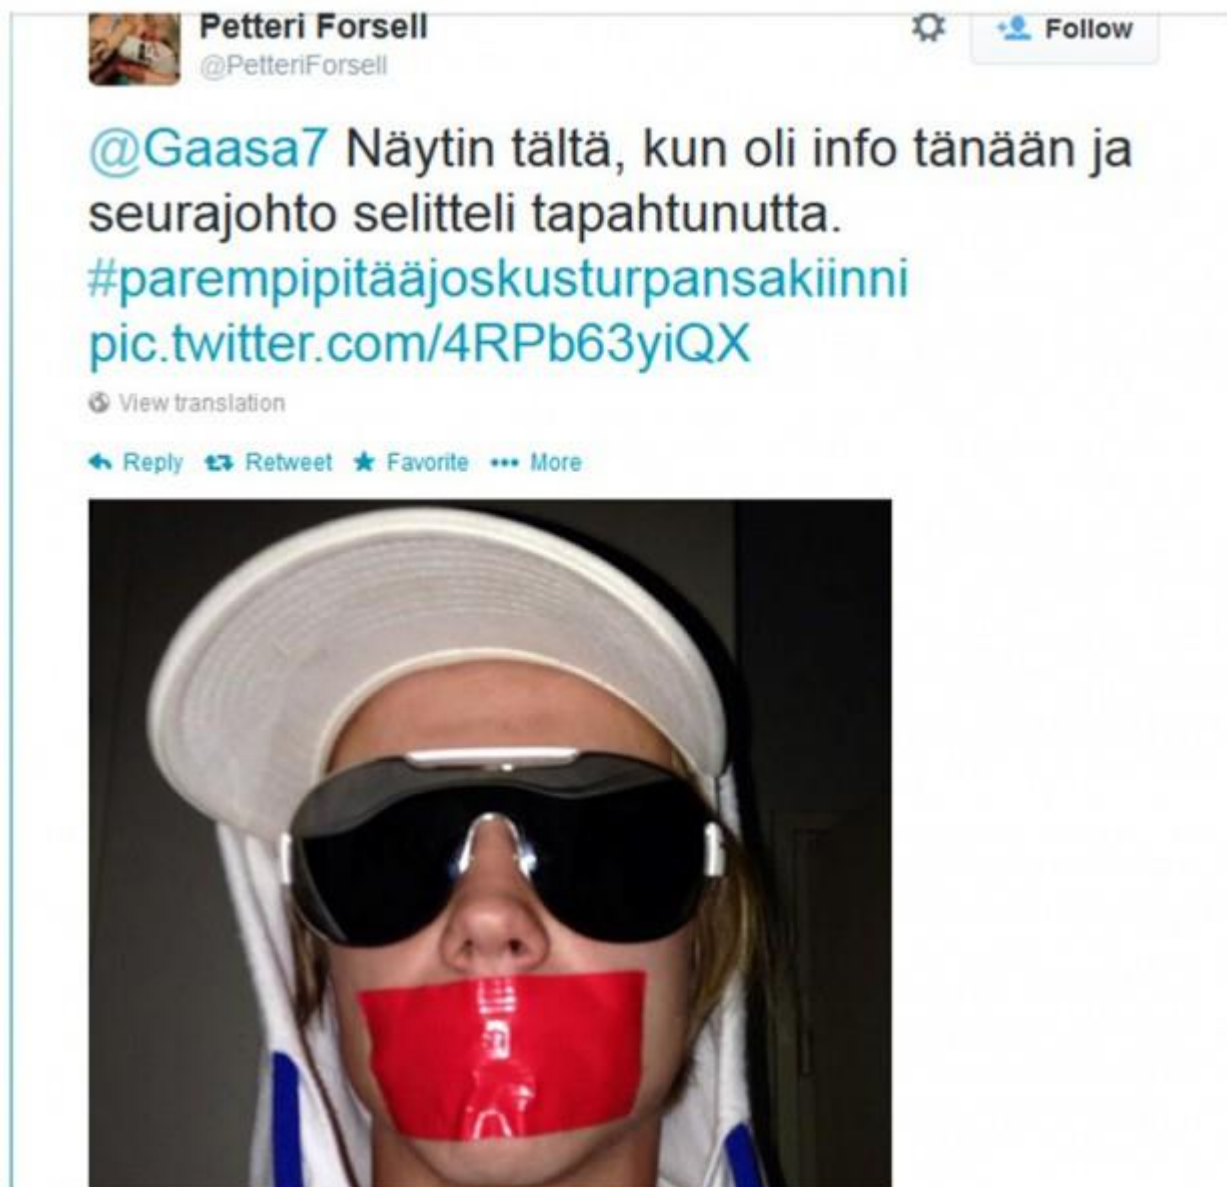 Petteri Forsell
@PetteriForsell
Follow
@Gaasa7 Näytin tältä, kun oli info tänään ja
seurajohto selitteli tapahtunutta.
#parempipitääjoskusturpansakiinni
pic.twitter.com/4RPb63yiQX
View translation
Reply Retweet Favorite More